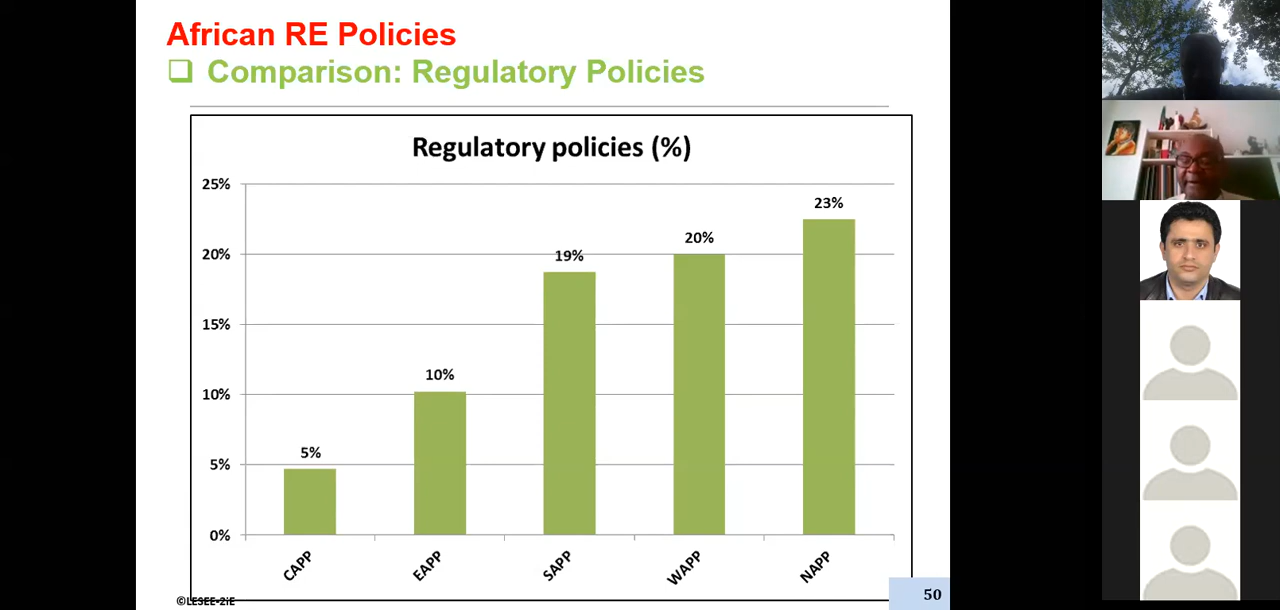 African RE Policies
❑ Comparison: Regulatory Policies
Regulatory policies (%)
25%
20%
15%
10%
5%
0%
5%
10%
19%
20%
23%
CAPP
EAPP
SAPP
WAPP
NAPP
©LESEE-2iE
50